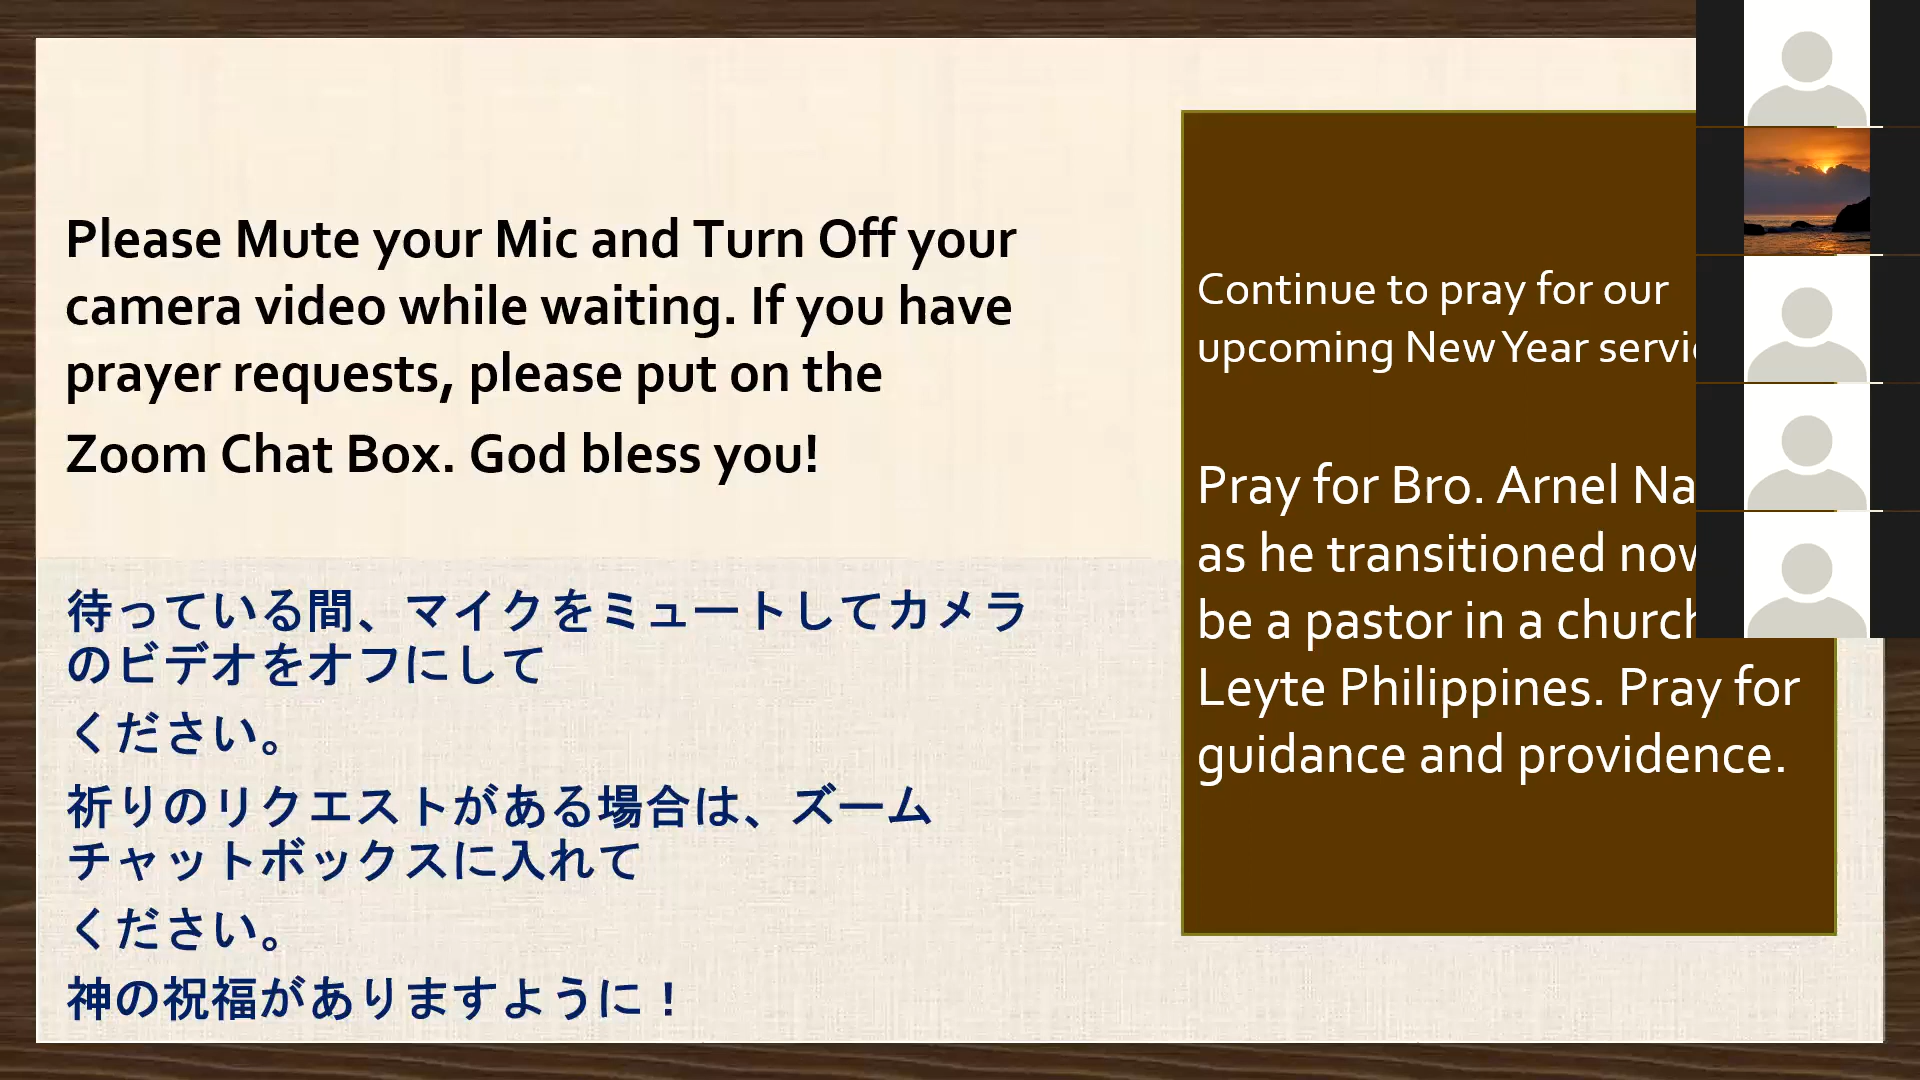 Please Mute your Mic and Turn Off your
camera video while waiting. If you have
prayer requests, please put on the
Zoom Chat Box. God bless you!
待っている間、マイクをミュートしてカメラ
のビデオをオフにして
ください。
祈りのリクエストがある場合は、ズーム
チャットボックスに入れて
ください。
神の祝福がありますように！
Continue to pray for our
upcoming New Year
Pray for Bro. Arnel
as he transitioned
be a pastor in a church
Leyte Philippines. Pray for
guidance and providence.